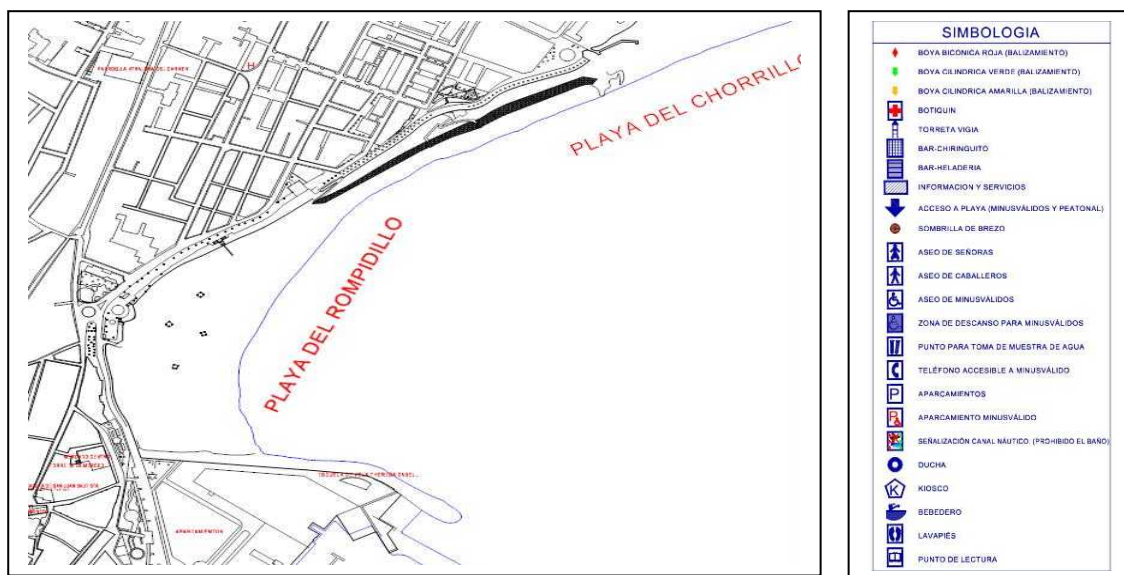 H
PLAYA DEL CHORRILLO
PLAYA DEL ROMPIDILLO
APARCAMIENTOS
SIMBOLOGIA
BOYA BICONICA ROJA (BALIZAMIENTO)
BOYA CILINDRICA VERDE (BALIZAMIENTO)
BOYA CILINDRICA AMARILLA (BALIZAMIENTO)
BOTIQUIN
TORRETA VIGIA
BAR-CHIRINGUITO
BAR-HELADERIA
INFORMACION Y SERVICIOS
ACCESO A PLAYA (MINUSVÁLIDOS Y PEATONAL)
SOMBRILLA DE BREZO
ASEO DE SEÑORAS
ASEO DE CABALLEROS
ASEO DE MINUSVÁLIDOS
ZONA DE DESCANSO PARA MINUSVÁLIDOS
PUNTO PARA TOMA DE MUESTRA DE AGUA
TELÉFONO ACCESIBLE A MINUSVÁLIDO
P APARCAMIENTOS
P APARCAMIENTO MINUSVÁLIDO
SEÑALIZACIÓN CANAL NÁUTICO (PROHIBIDO EL BAÑO)
DUCHA
K KIOSCO
BEBEDERO
LAVAPIÉS
PUNTO DE LECTURA